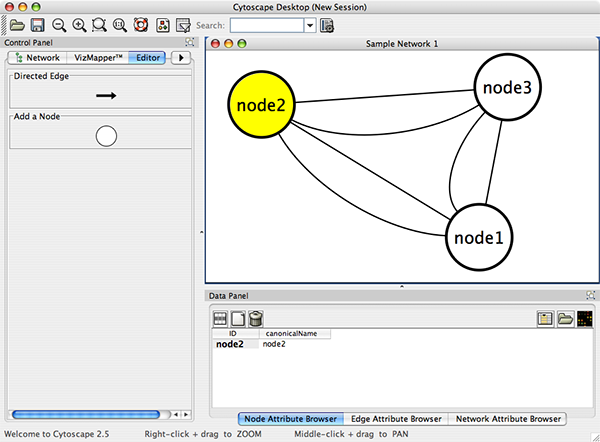 Cytoscape Desktop (New Session)
Search:
Control Panel
Network VizMapper™ Editor
Directed Edge
Add a Node
Sample Network 1
node2
node3
node1
Data Panel
ID canonicalName
node2 node2
Node Attribute Browser Edge Attribute Browser Network Attribute Browser
Welcome to Cytoscape 2.5 Right-click + drag to ZOOM Middle-click + drag to PAN